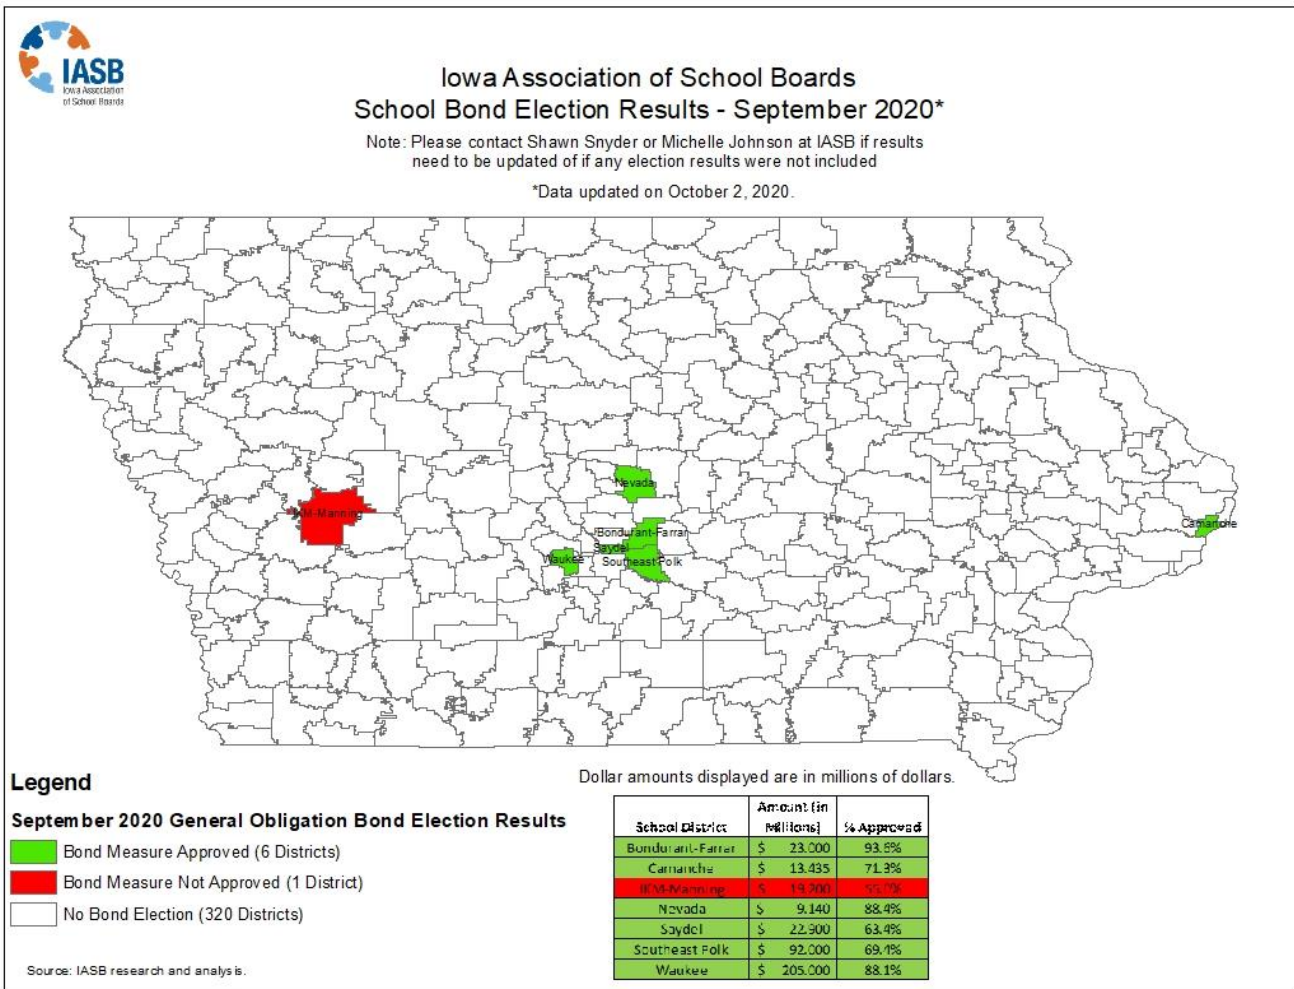 IASB
Iowa Association
of School Boards
Iowa Association of School Boards
School Bond Election Results - September 2020*
Note: Please contact Shawn Snyder or Michelle Johnson at IASB if results
need to be updated of if any election results were not included
*Data updated on October 2, 2020.
Nevada
IKM-Manning
Camanche
Bondurant-Farrar
Saydel
Waukee
Southeast Polk
Legend
September 2020 General Obligation Bond Election Results
Bond Measure Approved (6 Districts)
Bond Measure Not Approved (1 District)
No Bond Election (320 Districts)
Source: IASB research and analysis.
Dollar amounts displayed are in millions of dollars.
School District Amount (in Millions) % Approved
Bondurant-Farrar $ 23.000 93.6%
Camanche $ 13.435 71.3%
IKM-Manning $ 19.200
Nevada $ 9.140 88.4%
Saydel $ 22.900 63.4%
Southeast Polk $ 92.000 69.4%
Waukee $ 205.000 88.1%